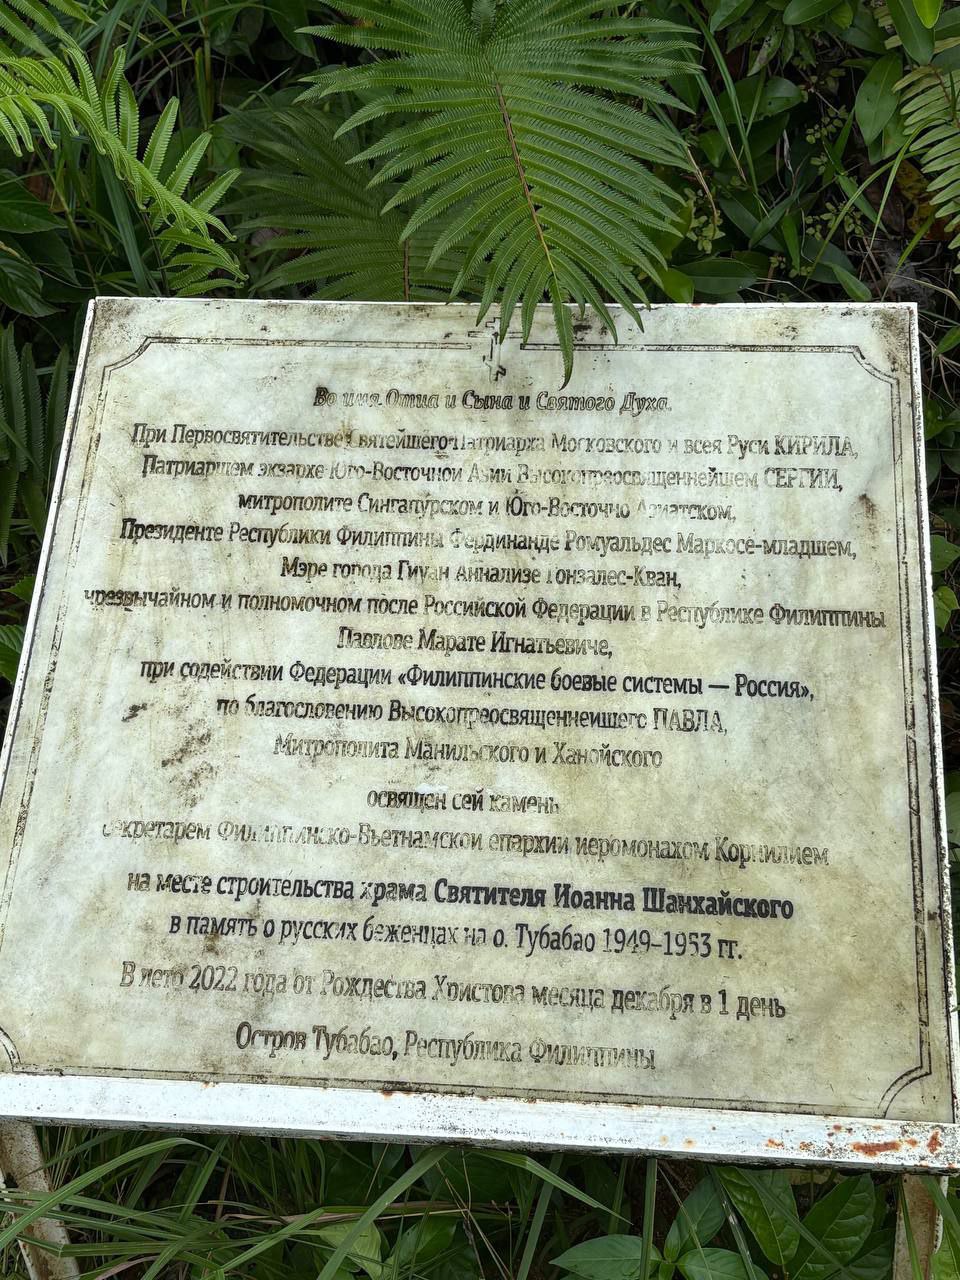 Во имя Отца и Сына и Святого Духа.
При Первосвятительстве Святейшего Патриарха Московского и всея Руси КИРИЛА,
Патриаршем экзархе Юго-Восточной Азии Высокопреосвященнейшем СЕРГИИ,
митрополите Сингапурском и Юго-Восточно Азиатском,
Президенте Республики Филиппины Фердинанде Ромуальдес Маркосе-младшем,
Мэре города Гиуан Аннализе Гонзалес-Кван,
чрезвычайном и полномочном после Российской Федерации в Республике Филиппины
Павлове Марате Игнатьевиче,
при содействии Федерации «Филиппинские боевые системы — Россия»,
по благословению Высокопреосвященнейшего ПАВЛА,
Митрополита Манильского и Ханойского
освящен сей камень
секретарем Филиппинско-Вьетнамской епархии иеромонахом Корнилием
на месте строительства храма Святителя Иоанна Шанхайского
в память о русских беженцах на о. Тубабао 1949–1953 гг.
В лето 2022 года от Рождества Христова месяца декабря в 1 день
Остров Тубабао, Республика Филиппины